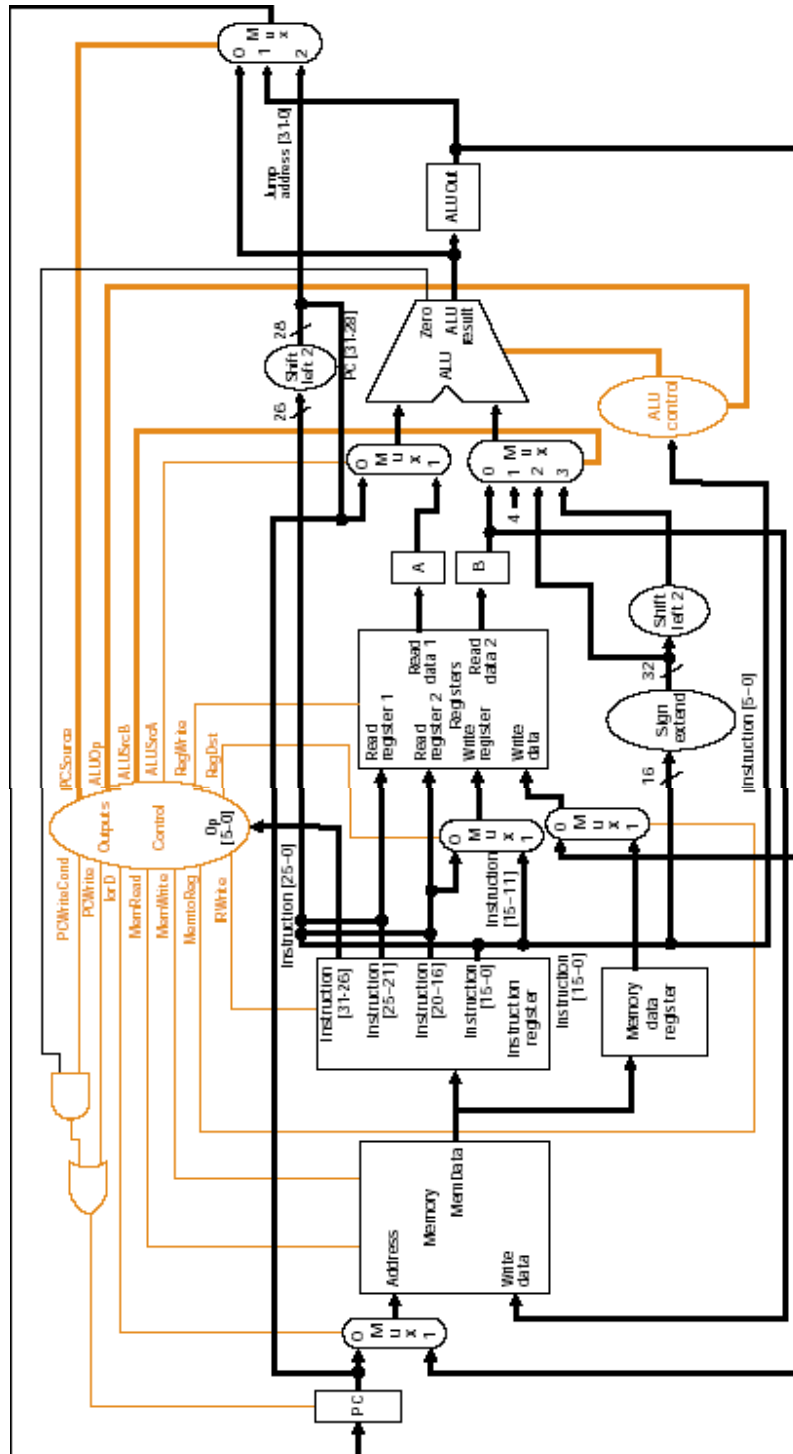 PCWriteCond
PCWrite
IorD
MemRead
MemWrite
MemtoReg
IRWrite
Outputs
Control
Op
[5–0]
PCSource
ALUOp
ALUSrcB
ALUSrcA
RegWrite
RegDst
PC
0
M
u
x
1
Address
Memory
MemData
Write
data
Instruction
[31-26]
Instruction
[25–21]
Instruction
[20–16]
Instruction
[15–0]
Instruction
register
Memory
data
register
Instruction [25–0]
Instruction
[15–11]
Instruction
[15–0]
0
M
u
x
1
0
M
u
x
1
Read
register 1
Read
register 2
Registers
Write
register
Write
data
Read
data 1
Read
data 2
16
Sign
extend
32
Shift
left 2
Instruction [5–0]
A
B
4
0
M
u
x
1
0
M
u
x
1
2
3
26
Shift
left 2
28
PC [31-28]
Jump
address [31-0]
Zero
ALU
ALU
result
ALU
control
ALUOut
0
M
u
x
1
2